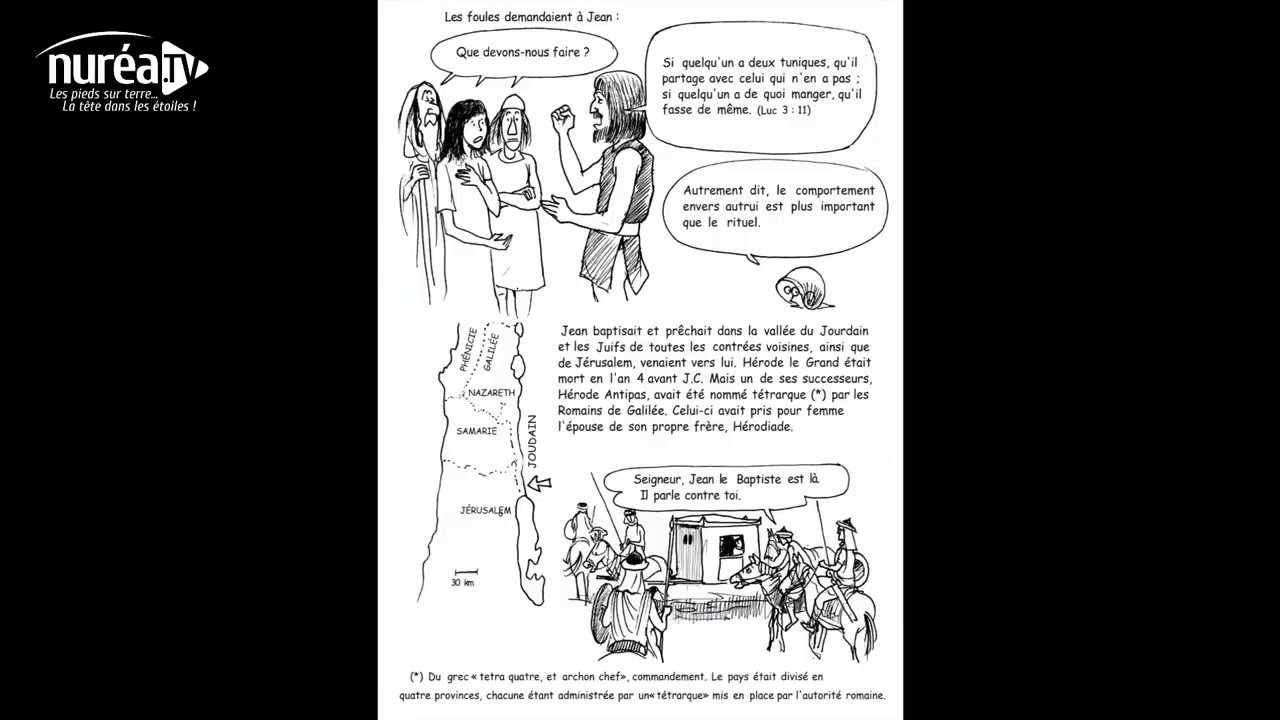 nuréa.TV
Les pieds sur terre...
La tête dans les étoiles !
Les foules demandaient à Jean :
Que devons-nous faire ?
Si quelqu'un a deux tuniques, qu'il
partage avec celui qui n'en a pas ;
si quelqu'un a de quoi manger, qu'il
fasse de même. (Luc 3 : 11)
Autrement dit, le comportement
envers autrui est plus important
que le rituel.
PHÉNICIE
GALILÉE
NAZARETH
SAMARIE
JOUDAIN
JÉRUSALEM
30 km
Jean baptisait et prêchait dans la vallée du Jourdain
et les Juifs de toutes les contrées voisines, ainsi que
de Jérusalem, venaient vers lui. Hérode le Grand était
mort en l'an 4 avant J.C. Mais un de ses successeurs,
Hérode Antipas, avait été nommé tétrarque (*) par les
Romains de Galilée. Celui-ci avait pris pour femme
l'épouse de son propre frère, Hérodiade.
Seigneur, Jean le Baptiste est là.
Il parle contre toi.
(*) Du grec « tetra quatre, et archon chef», commandement. Le pays était divisé en
quatre provinces, chacune étant administrée par un« tétrarque» mis en place par l'autorité romaine.